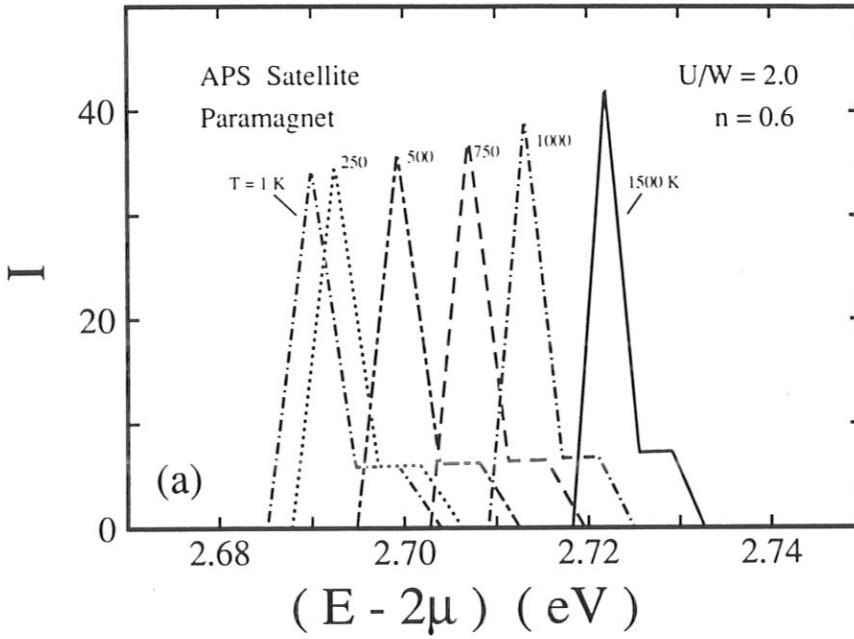 APS Satellite
Paramagnet
U/W = 2.0
n = 0.6
40
20
0
I
T = 1 K
250
500
750
1000
1500 K
(a)
2.68
2.70
2.72
2.74
( E - 2μ ) ( eV )